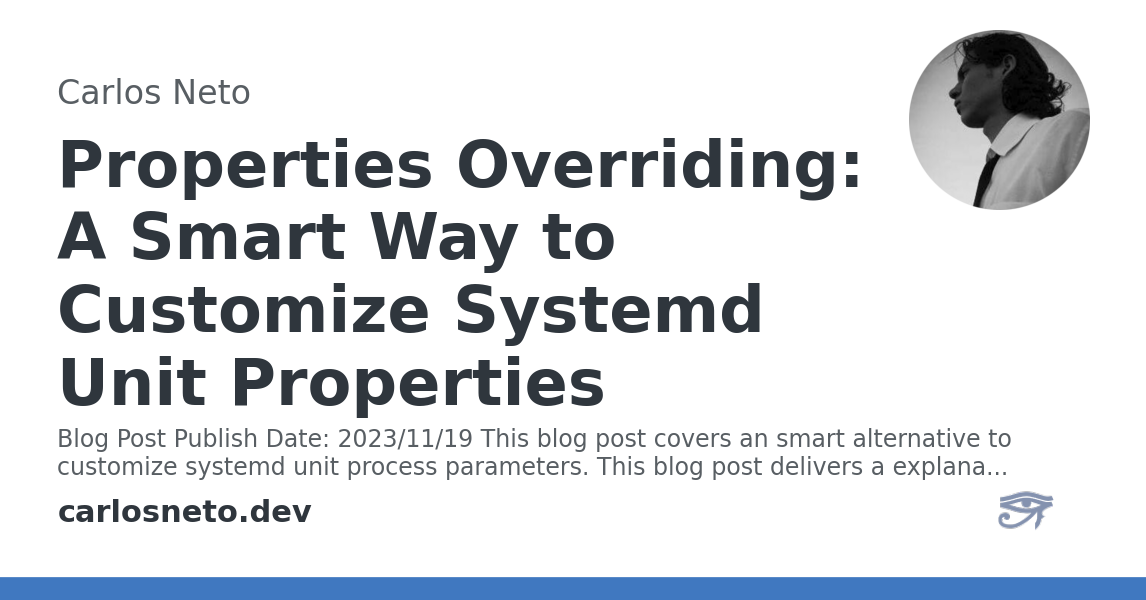 Carlos Neto
Properties Overriding:
A Smart Way to
Customize Systemd
Unit Properties
Blog Post Publish Date: 2023/11/19 This blog post covers an smart alternative to
customize systemd unit process parameters. This blog post delivers a explana...
carlosneto.dev